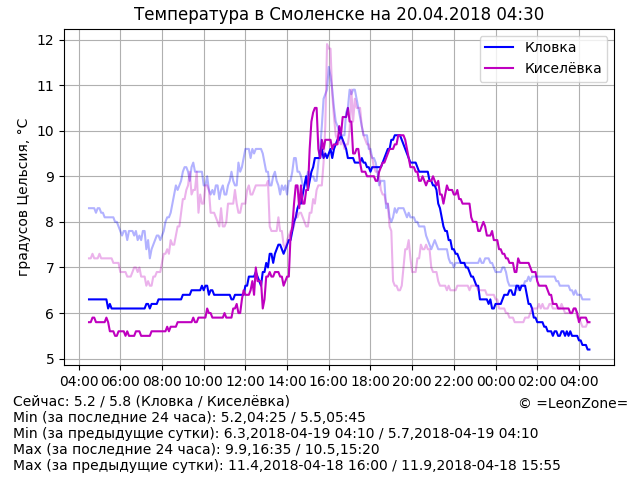 Температура в Смоленске на 20.04.2018 04:30
Кловка
Киселёвка
градусов Цельсия, °C
12
11
10
9
8
7
6
5
04:00 06:00 08:00 10:00 12:00 14:00 16:00 18:00 20:00 22:00 00:00 02:00 04:00
Сейчас: 5.2 / 5.8 (Кловка / Киселёвка)
© =LeonZone=
Min (за последние 24 часа): 5.2,04:25 / 5.5,05:45
Min (за предыдущие сутки): 6.3,2018-04-19 04:10 / 5.7,2018-04-19 04:10
Max (за последние 24 часа): 9.9,16:35 / 10.5,15:20
Max (за предыдущие сутки): 11.4,2018-04-18 16:00 / 11.9,2018-04-18 15:55